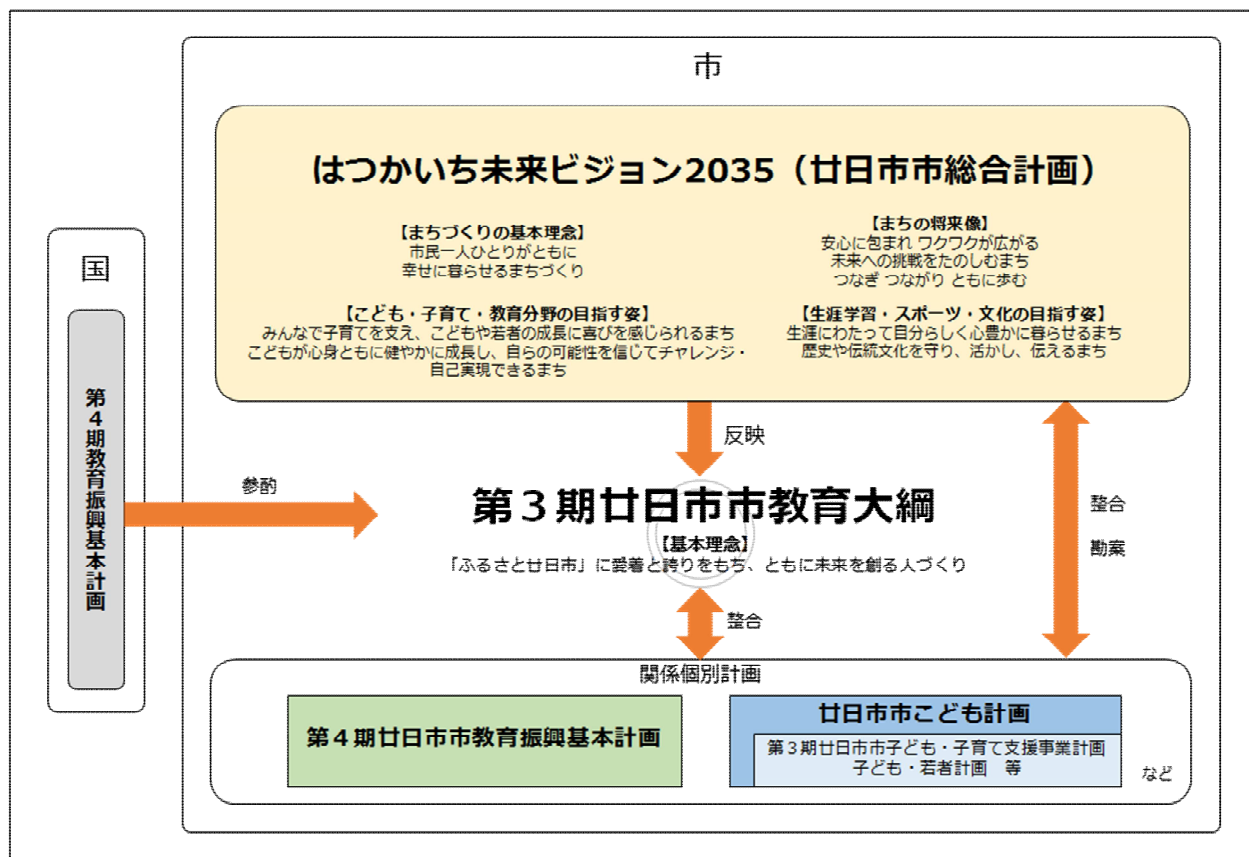 市
はつかいち未来ビジョン2035（廿日市市総合計画）
【まちづくりの基本理念】
市民一人ひとりがともに
幸せに暮らせるまちづくり
【まちの将来像】
安心に包まれ ワクワクが広がる
未来への挑戦をたのしむまち
つなぎ つながり ともに歩む
【こども・子育て・教育分野の目指す姿】
みんなで子育てを支え、こどもや若者の成長に喜びを感じられるまち
こどもが心身ともに健やかに成長し、自らの可能性を信じてチャレンジ・
自己実現できるまち
【生涯学習・スポーツ・文化の目指す姿】
生涯にわたって自分らしく心豊かに暮らせるまち
歴史や伝統文化を守り、活かし、伝えるまち
国
第４期教育振興基本計画
参酌
反映
第３期廿日市市教育大綱
【基本理念】
「ふるさと廿日市」に愛着と誇りをもち、ともに未来を創る人づくり
整合
勘案
整合
関係個別計画
第４期廿日市市教育振興基本計画
廿日市市こども計画
第３期廿日市市子ども・子育て支援事業計画
子ども・若者計画　等
など